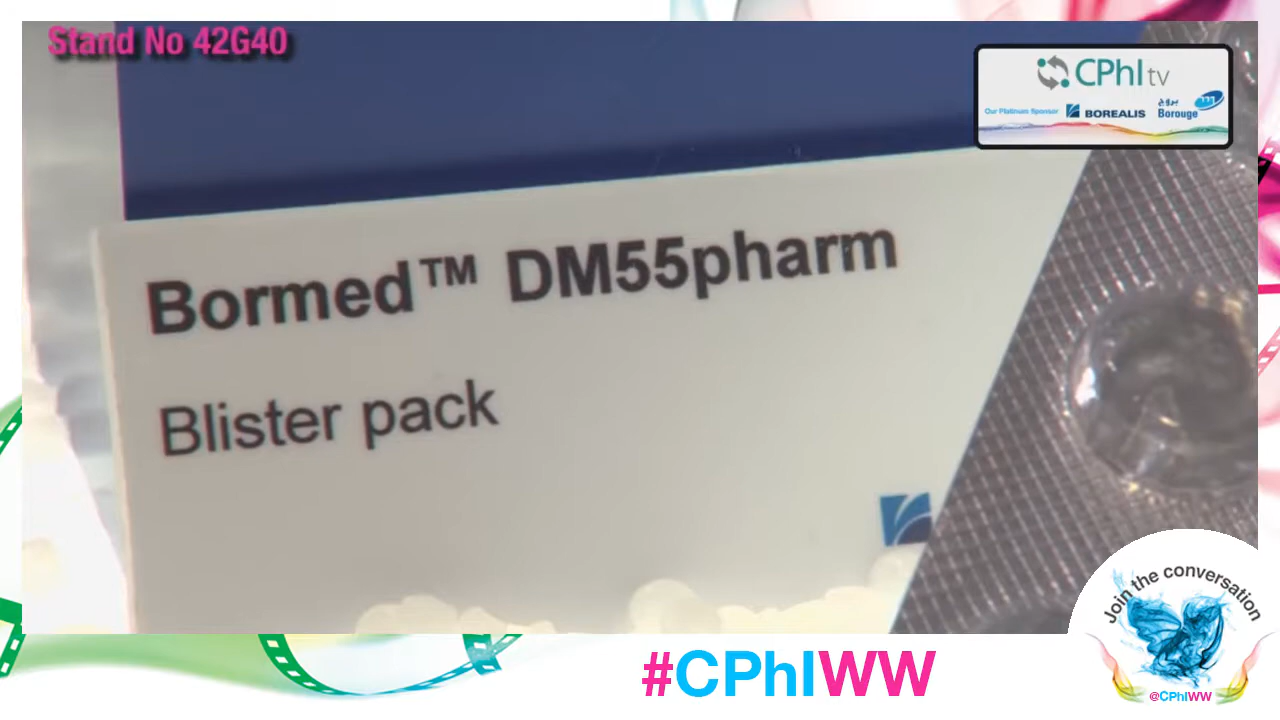 Stand No 42G40
CPhI tv
Our Platinum Sponsor
BOREALIS
بروج
Borouge
Bormed™ DM55pharm
Blister pack
Join the conversation
@CPhIWW
#CPhIWW